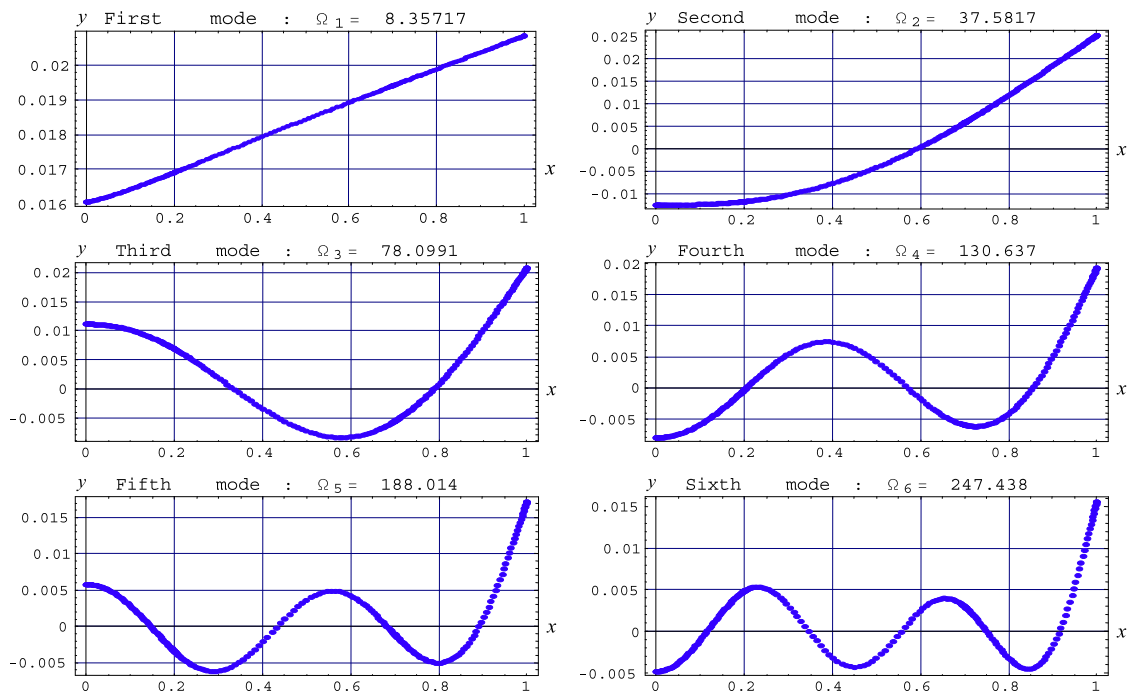 y First mode : Ω1 = 8.35717
0.02
0.019
0.018
0.017
0.016
0 0.2 0.4 0.6 0.8 1
x
y Second mode : Ω2 = 37.5817
0.025
0.02
0.015
0.01
0.005
0
-0.005
-0.01
0 0.2 0.4 0.6 0.8 1
x
y Third mode : Ω3 = 78.0991
0.02
0.015
0.01
0.005
0
-0.005
0 0.2 0.4 0.6 0.8 1
x
y Fourth mode : Ω4 = 130.637
0.02
0.015
0.01
0.005
0
-0.005
0 0.2 0.4 0.6 0.8 1
x
y Fifth mode : Ω5 = 188.014
0.015
0.01
0.005
0
-0.005
0 0.2 0.4 0.6 0.8 1
x
y Sixth mode : Ω6 = 247.438
0.015
0.01
0.005
0
-0.005
0 0.2 0.4 0.6 0.8 1
x